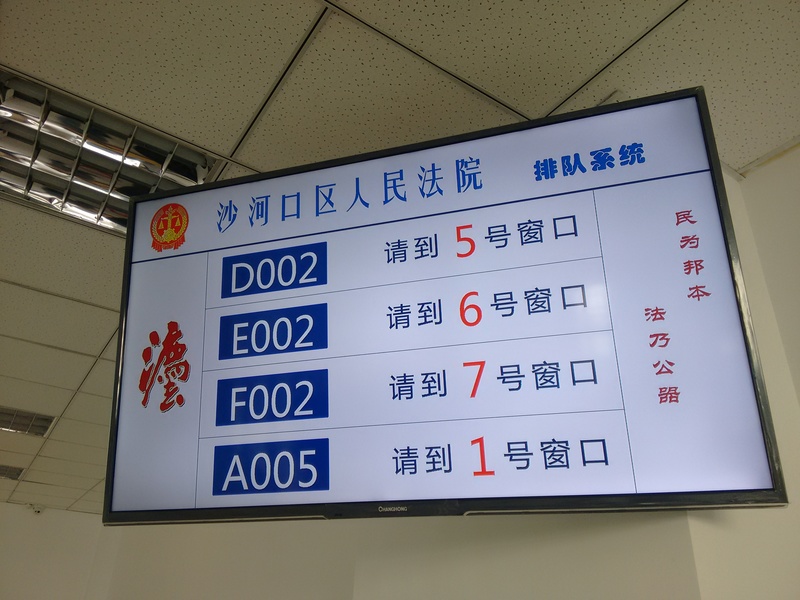 沙河口区人民法院 排队系统
D002 请到 5 号窗口
E002 请到 6 号窗口
F002 请到 7 号窗口
A005 请到 1 号窗口
民为邦本
法乃公器
CHANGHONG